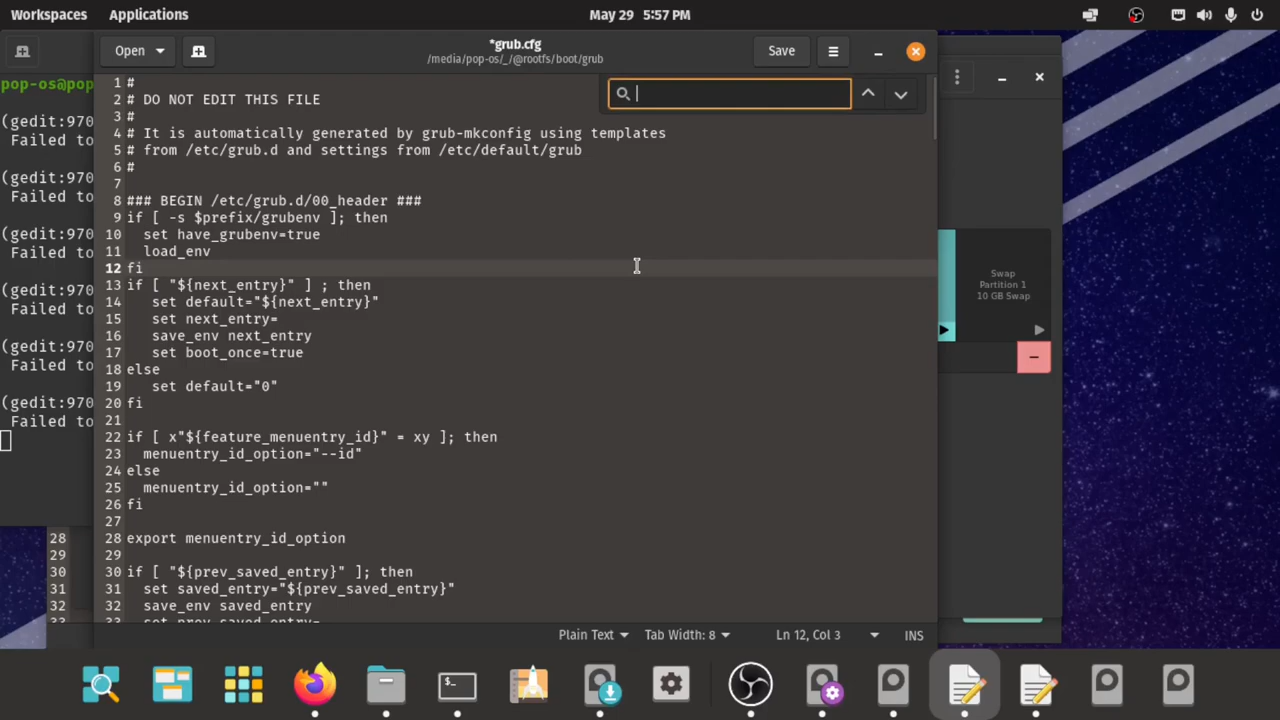 Workspaces Applications May 29 5:57 PM
Open *grub.cfg Save
/media/pop-os/_/@rootfs/boot/grub
pop-os@pop
(gedit:970
Failed to
(gedit:970
Failed to
(gedit:970
Failed to
(gedit:970
Failed to
(gedit:970
Failed to
(gedit:970
Failed to
1 #
2 # DO NOT EDIT THIS FILE
3 #
4 # It is automatically generated by grub-mkconfig using templates
5 # from /etc/grub.d and settings from /etc/default/grub
6 #
7
8 ### BEGIN /etc/grub.d/00_header ###
9 if [ -s $prefix/grubenv ]; then
10 set have_grubenv=true
11 load_env
12 fi
13 if [ "${next_entry}" ] ; then
14 set default="${next_entry}"
15 set next_entry=
16 save_env next_entry
17 set boot_once=true
18 else
19 set default="0"
20 fi
21
22 if [ x"${feature_menuentry_id}" = xy ]; then
23 menuentry_id_option="--id"
24 else
25 menuentry_id_option=""
26 fi
27
28 export menuentry_id_option
29
30 if [ "${prev_saved_entry}" ]; then
31 set saved_entry="${prev_saved_entry}"
32 save_env saved_entry
33 set prev_saved_entry=
28
29
30
31
32
Swap
Partition 1
10 GB Swap
Plain Text Tab Width: 8 Ln 12, Col 3 INS
$_